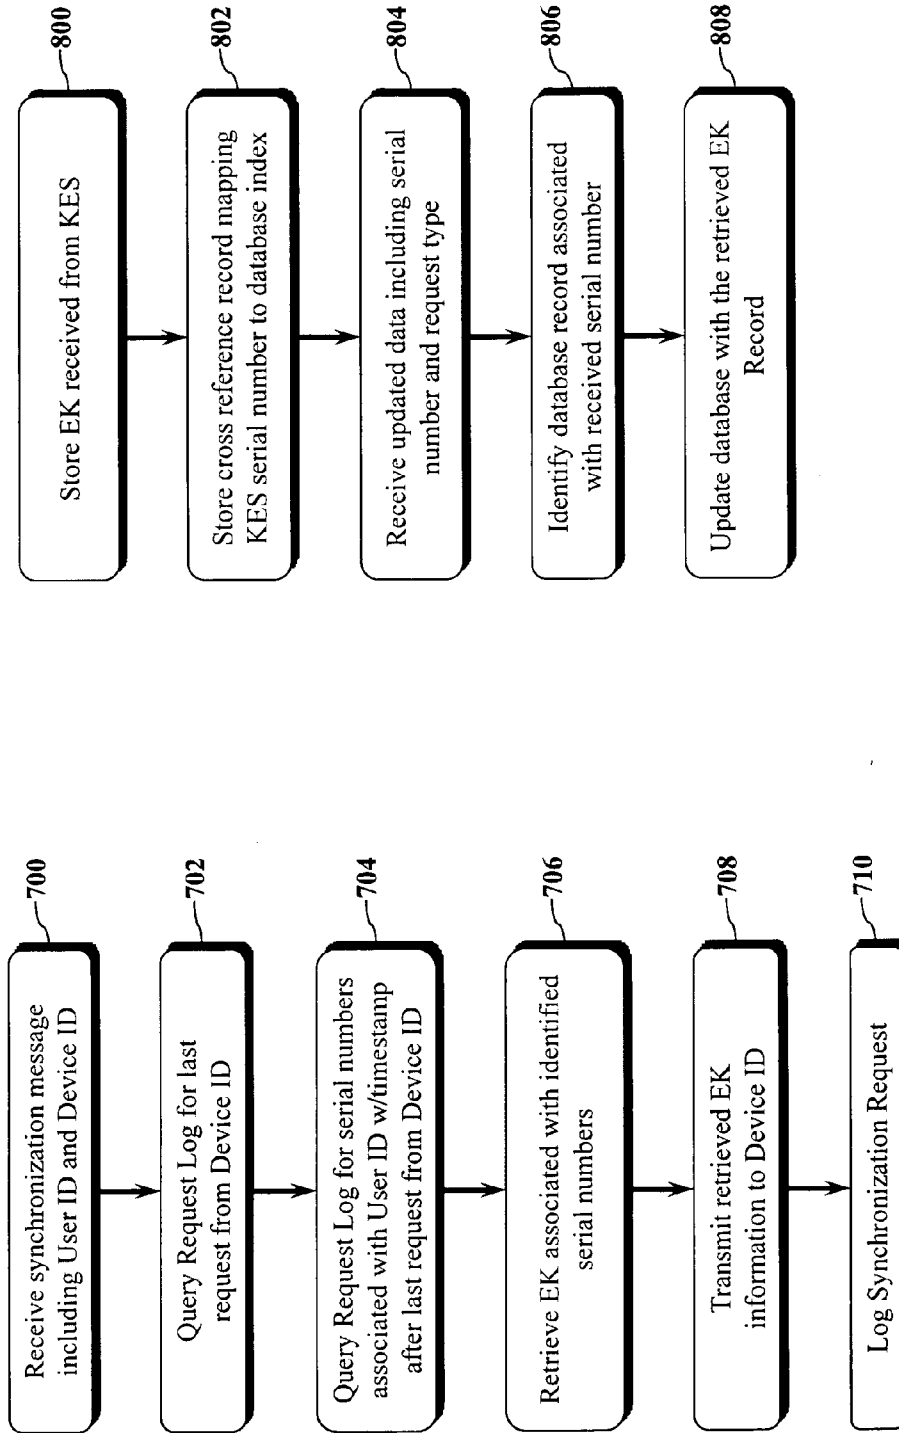 Receive synchronization message
including User ID and Device ID
700
Query Request Log for last
request from Device ID
702
Query Request Log for serial numbers
associated with User ID w/timestamp
after last request from Device ID
704
Retrieve EK associated with identified
serial numbers
706
Transmit retrieved EK
information to Device ID
708
Log Synchronization Request
710
Store EK received from KES
800
Store cross reference record mapping
KES serial number to database index
802
Receive updated data including serial
number and request type
804
Identify database record associated
with received serial number
806
Update database with the retrieved EK
Record
808